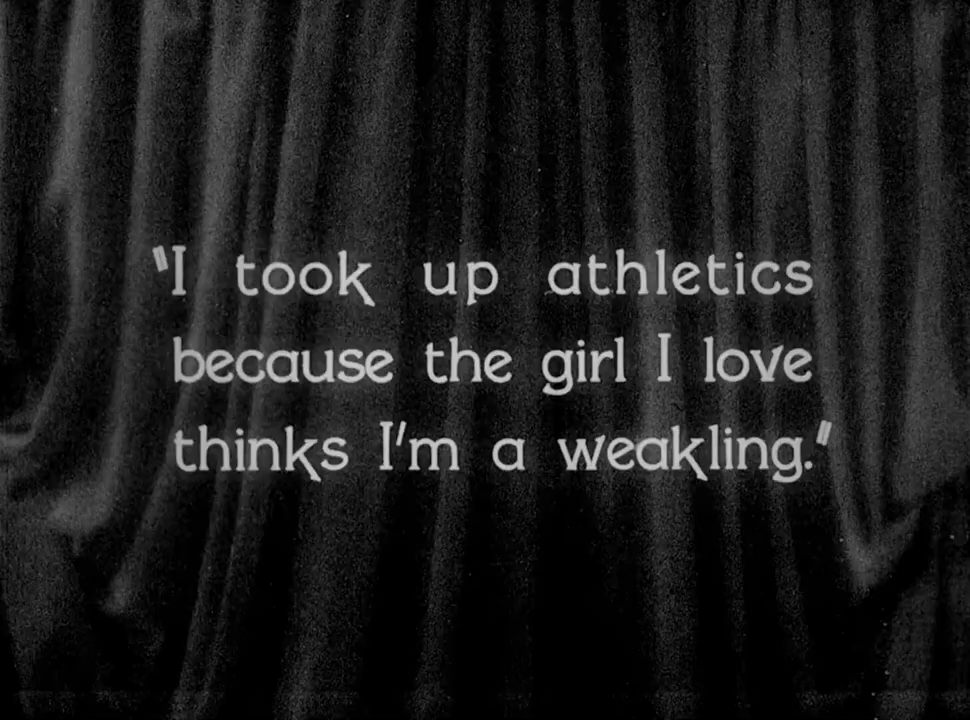 "I took up athletics
because the girl I love
thinks I'm a weakling."